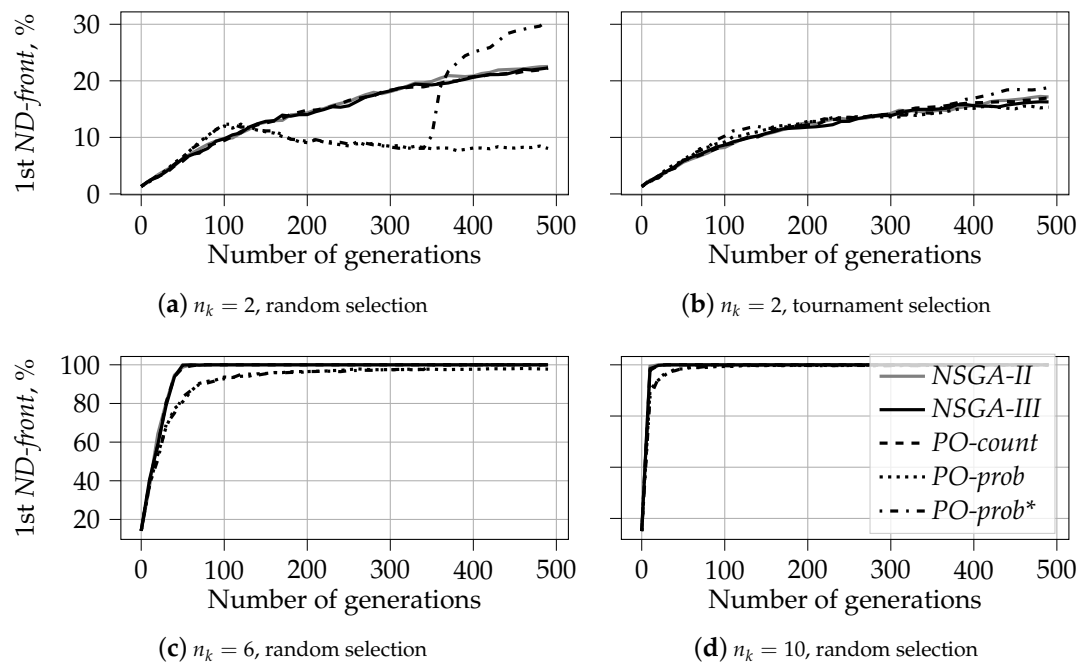 1st ND-front, %
30
20
10
0
0 100 200 300 400 500
0 100 200 300 400 500
Number of generations
Number of generations
(a) n_k = 2, random selection
(b) n_k = 2, tournament selection
1st ND-front, %
100
80
60
40
20
NSGA-II
NSGA-III
PO-count
PO-prob
PO-prob*
0 100 200 300 400 500
0 100 200 300 400 500
Number of generations
Number of generations
(c) n_k = 6, random selection
(d) n_k = 10, random selection